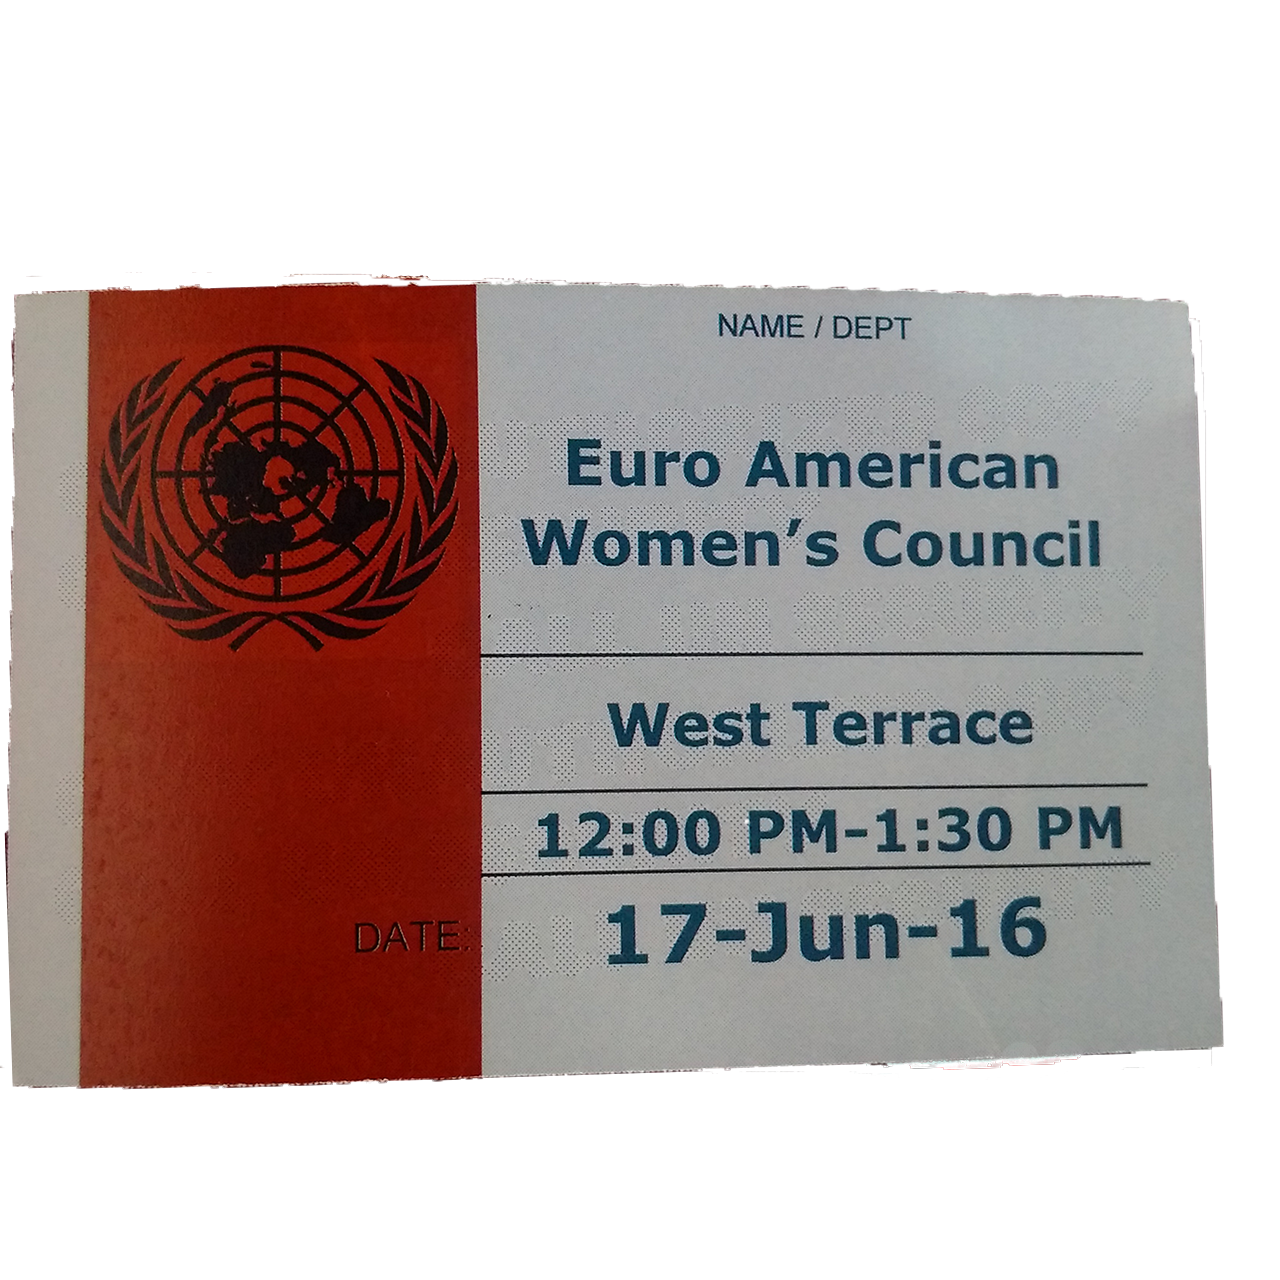 NAME / DEPT
Euro American
Women's Council
West Terrace
12:00 PM-1:30 PM
DATE: 17-Jun-16